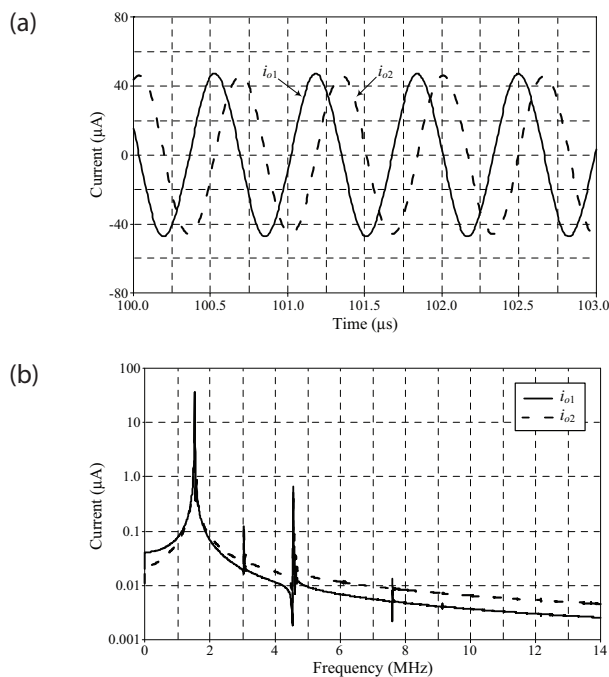 (a)
80
40
0
-40
-80
Current (µA)
i_o1
i_o2
100.0 100.5 101.0 101.5 102.0 102.5 103.0
Time (µs)
(b)
100
10
1.0
0.1
0.010
0.001
Current (µA)
i_o1
i_o2
0 2 4 6 8 10 12 14
Frequency (MHz)